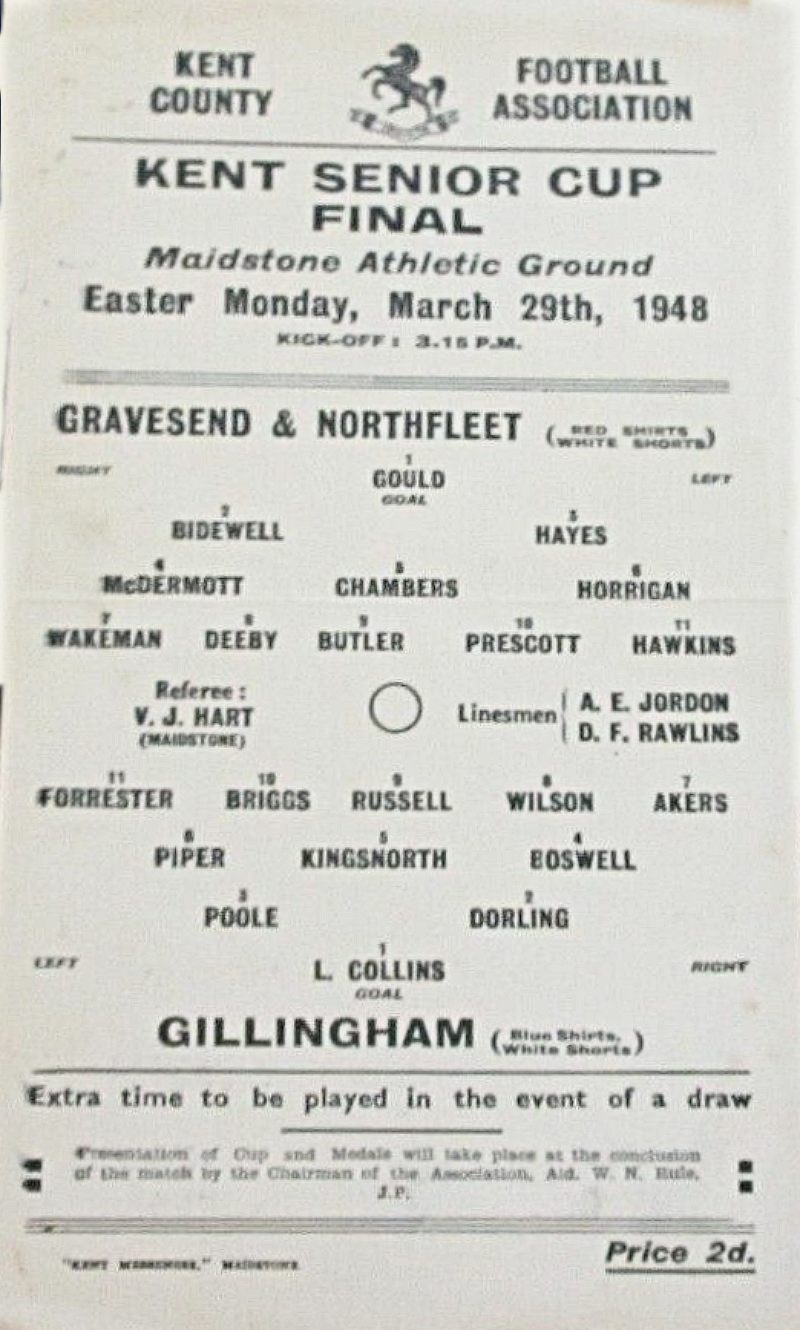 KENT COUNTY FOOTBALL ASSOCIATION
KENT SENIOR CUP
FINAL
Maidstone Athletic Ground
Easter Monday, March 29th, 1948
KICK-OFF : 3.15 P.M.
GRAVESEND & NORTHFLEET (RED SHIRTS WHITE SHORTS)
1
RIGHT GOULD LEFT
GOAL
2 3
BIDEWELL HAYES
4 5 6
McDERMOTT CHAMBERS HORRIGAN
7 8 9 10 11
WAKEMAN DEEBY BUTLER PRESCOTT HAWKINS
Referee :
V. J. HART
(MAIDSTONE)
Linesmen
A. E. JORDON
D. F. RAWLINS
11 10 9 8 7
FORRESTER BRIGGS RUSSELL WILSON AKERS
6 5 4
PIPER KINGSNORTH BOSWELL
3 2
POOLE DORLING
1
LEFT L. COLLINS RIGHT
GOAL
GILLINGHAM (Blue Shirts, White Shorts)
Extra time to be played in the event of a draw
Presentation of Cup and Medals will take place at the conclusion
of the match by the Chairman of the Association, Ald. W. N. Rule,
J.P.
"KENT MESSENGER," MAIDSTONE
Price 2d.